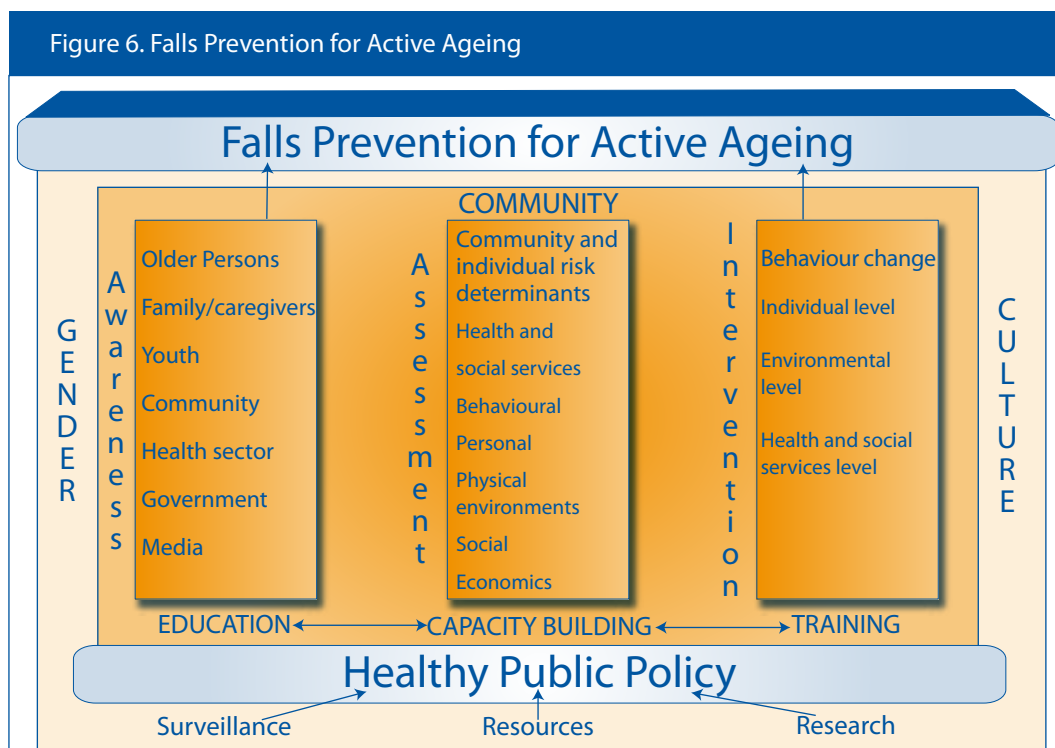 Figure 6. Falls Prevention for Active Ageing
Falls Prevention for Active Ageing
GENDER
COMMUNITY
Awareness
Older Persons
Family/caregivers
Youth
Community
Health sector
Government
Media
Assessment
Community and
individual risk
determinants
Health and
social services
Behavioural
Personal
Physical
environments
Social
Economics
Intervention
Behaviour change
Individual level
Environmental
level
Health and social
services level
CULTURE
EDUCATION
CAPACITY BUILDING
TRAINING
Healthy Public Policy
Surveillance
Resources
Research